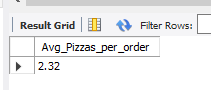 Result Grid Filter Rows:
Avg_Pizzas_per_order
2.32